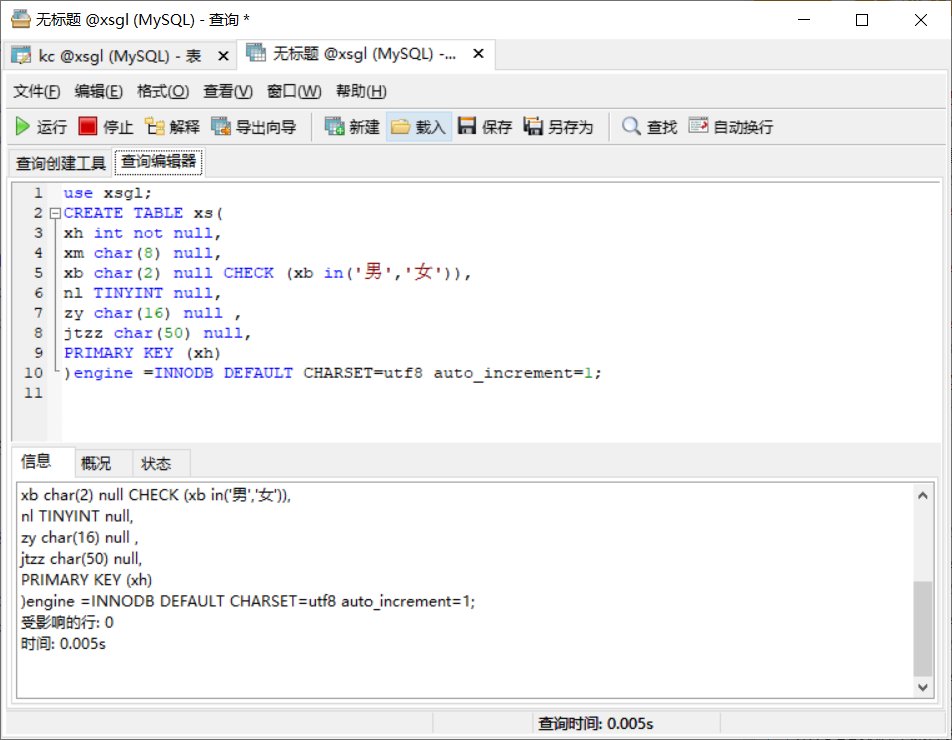 无标题 @xsgl (MySQL) - 查询 *
kc @xsgl (MySQL) - 表 无标题 @xsgl (MySQL) -...
文件(F) 编辑(E) 格式(O) 查看(V) 窗口(W) 帮助(H)
运行 停止 解释 导出向导 新建 载入 保存 另存为 查找 自动换行
查询创建工具 查询编辑器
1 use xsgl;
2 CREATE TABLE xs(
3 xh int not null,
4 xm char(8) null,
5 xb char(2) null CHECK (xb in('男','女')),
6 nl TINYINT null,
7 zy char(16) null ,
8 jtzz char(50) null,
9 PRIMARY KEY (xh)
10 )engine =INNODB DEFAULT CHARSET=utf8 auto_increment=1;
11
信息 概况 状态
xb char(2) null CHECK (xb in('男','女')),
nl TINYINT null,
zy char(16) null ,
jtzz char(50) null,
PRIMARY KEY (xh)
)engine =INNODB DEFAULT CHARSET=utf8 auto_increment=1;
受影响的行: 0
时间: 0.005s
查询时间: 0.005s